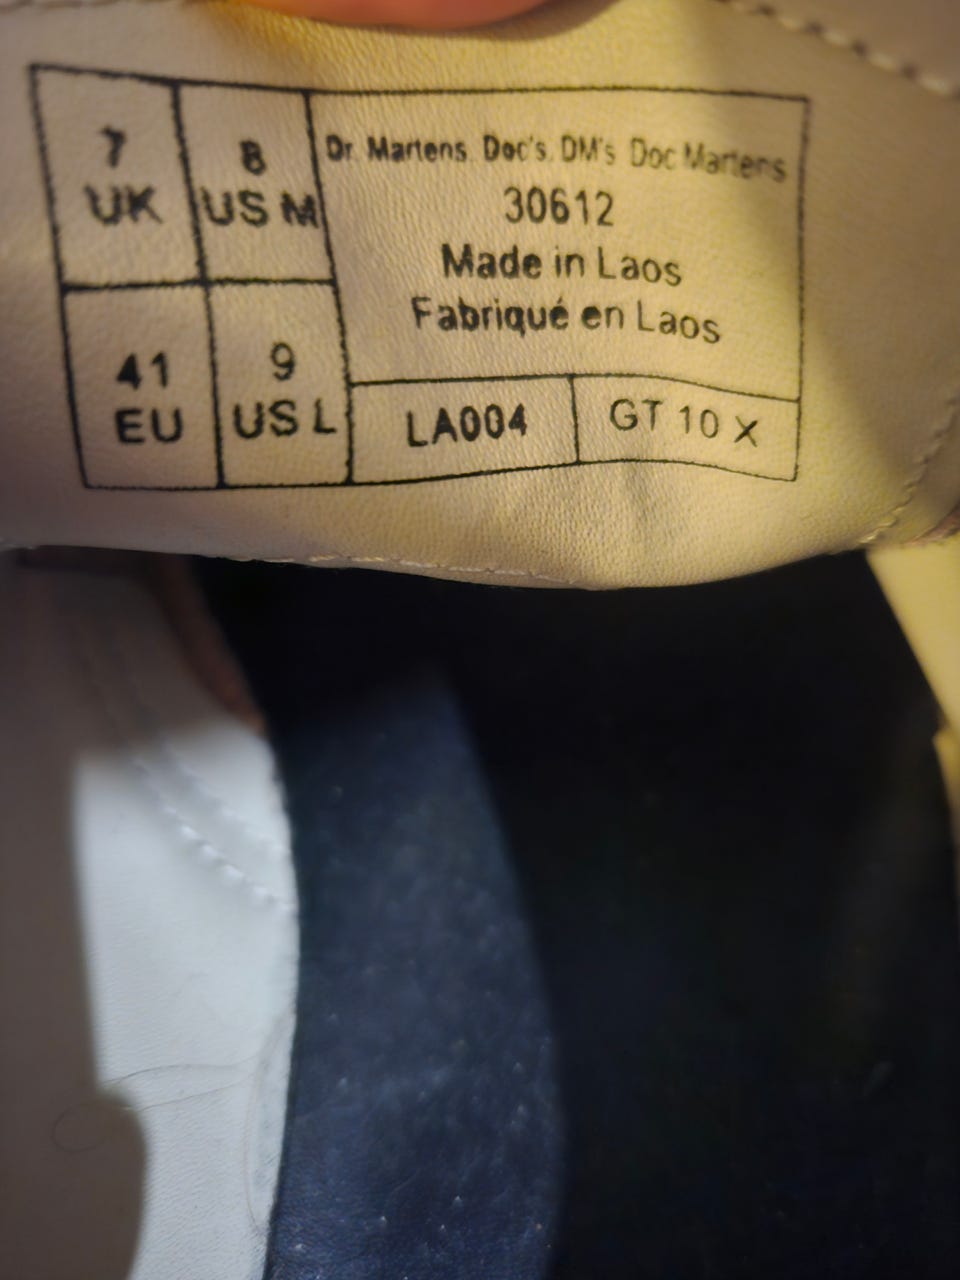 7
UK
8
US M
41
EU
9
US L
Dr. Martens. Doc's. DM's Doc Martens
30612
Made in Laos
Fabriqué en Laos
LA004
GT 10 X